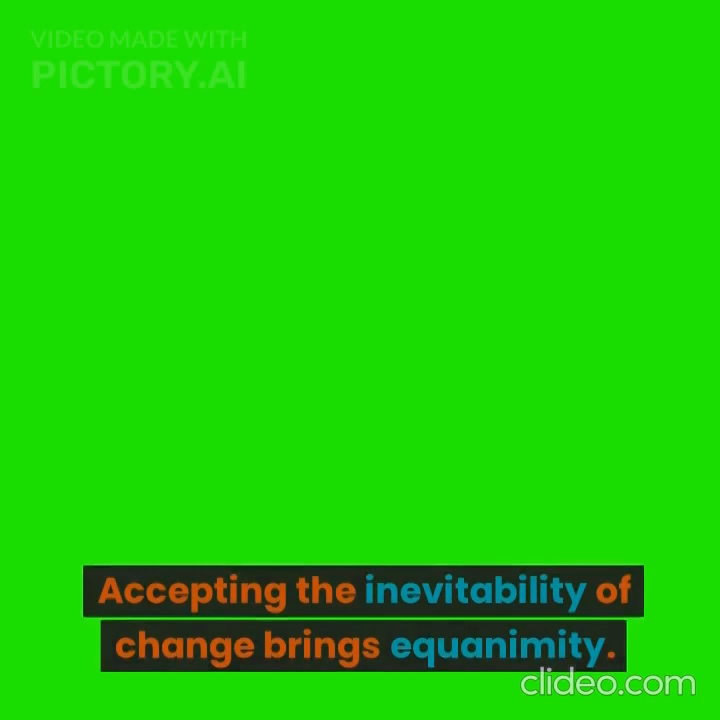 VIDEO MADE WITH
PICTORY.AI
Accepting the inevitability of
change brings equanimity.
clideo.com